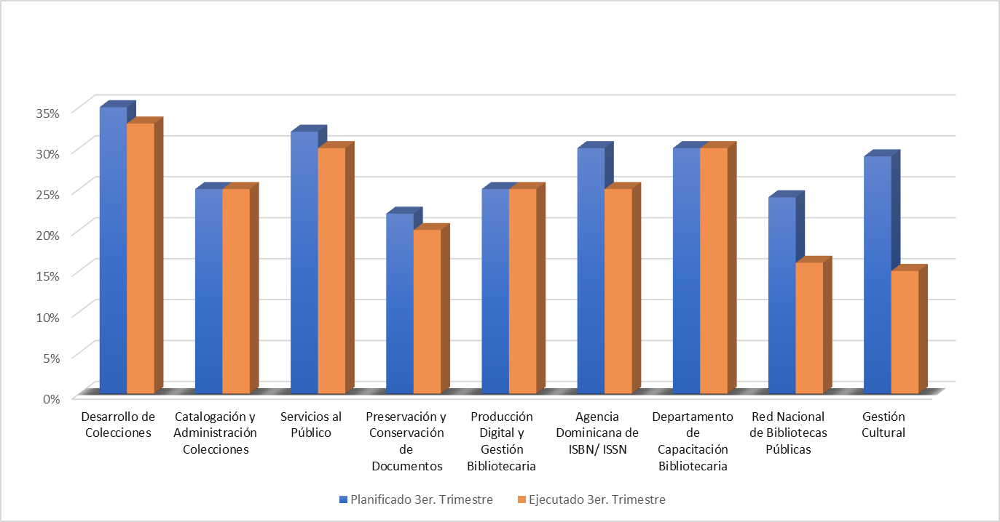 35%
30%
25%
20%
15%
10%
5%
0%
Desarrollo de
Colecciones
Catalogación y
Administración
Colecciones
Servicios al
Público
Preservación y
Conservación
de
Documentos
Producción
Digital y
Gestión
Bibliotecaria
Agencia
Dominicana de
ISBN/ ISSN
Departamento
de
Capacitación
Bibliotecaria
Red Nacional
de Bibliotecas
Públicas
Gestión
Cultural
Planificado 3er. Trimestre
Ejecutado 3er. Trimestre